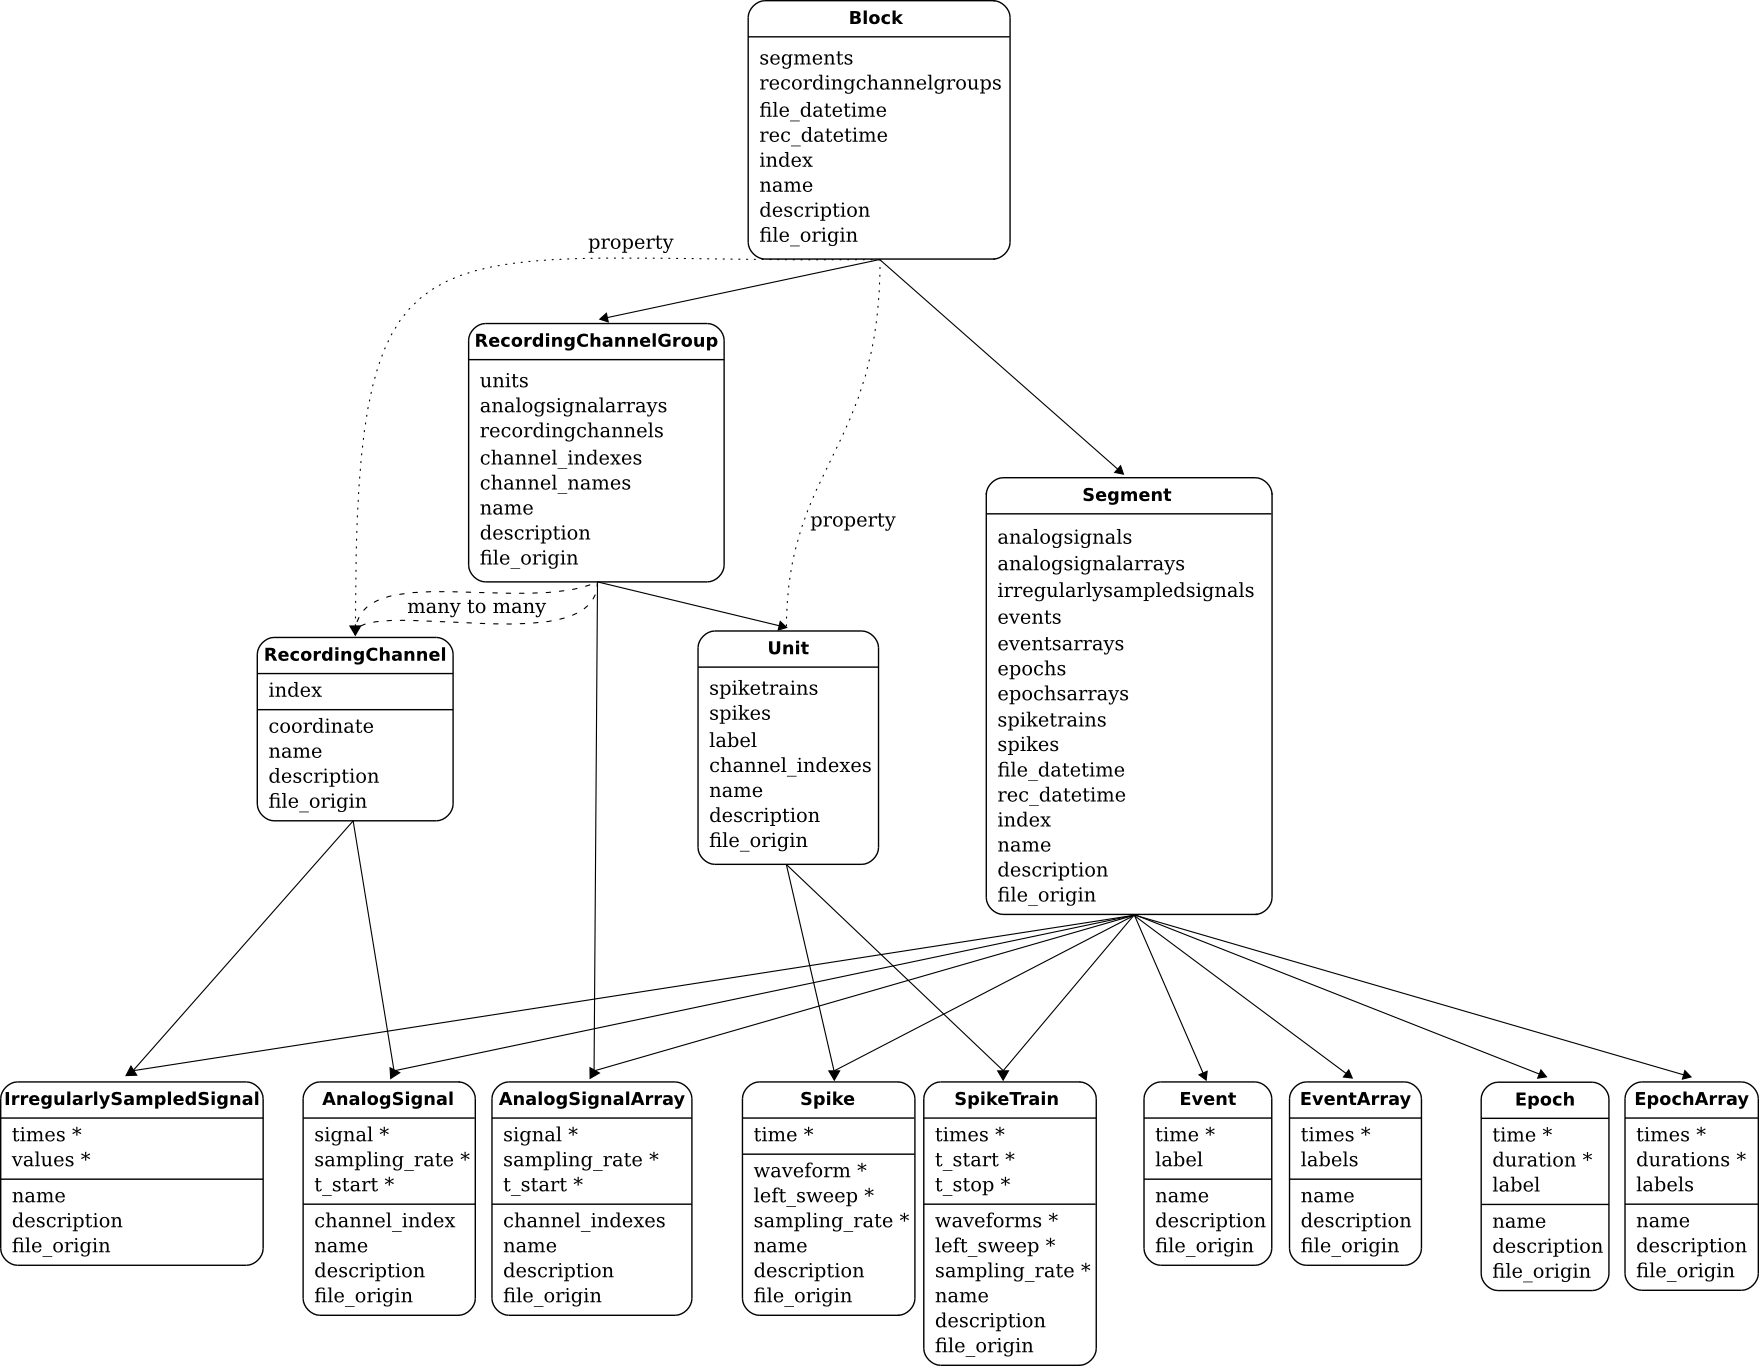 Block
segments
recordingchannelgroups
file_datetime
rec_datetime
index
name
description
file_origin
property
RecordingChannelGroup
units
analogsignalarrays
recordingchannels
channel_indexes
channel_names
name
description
file_origin
property
many to many
Segment
analogsignals
analogsignalarrays
irregularlysampledsignals
events
eventsarrays
epochs
epochsarrays
spiketrains
spikes
file_datetime
rec_datetime
index
name
description
file_origin
RecordingChannel
index
coordinate
name
description
file_origin
Unit
spiketrains
spikes
label
channel_indexes
name
description
file_origin
IrregularlySampledSignal
times *
values *
name
description
file_origin
AnalogSignal
signal *
sampling_rate *
t_start *
channel_index
name
description
file_origin
AnalogSignalArray
signal *
sampling_rate *
t_start *
channel_indexes
name
description
file_origin
Spike
time *
waveform *
left_sweep *
sampling_rate *
name
description
file_origin
SpikeTrain
times *
t_start *
t_stop *
waveforms *
left_sweep *
sampling_rate *
name
description
file_origin
Event
time *
label
name
description
file_origin
EventArray
times *
labels
name
description
file_origin
Epoch
time *
duration *
label
name
description
file_origin
EpochArray
times *
durations *
labels
name
description
file_origin